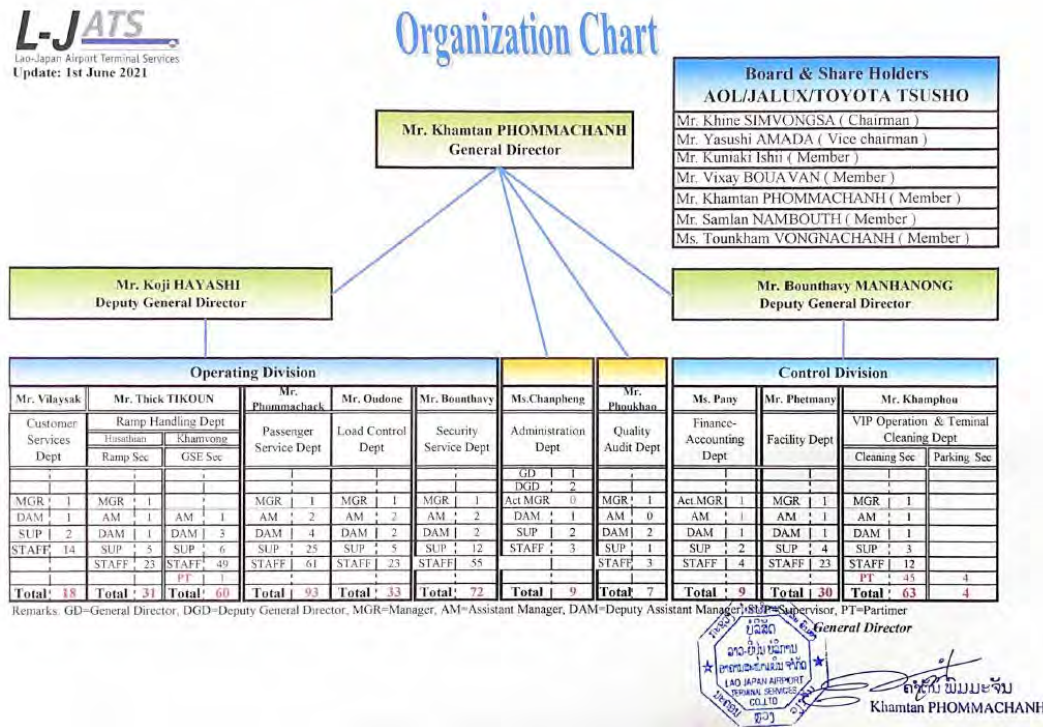 L-JATS
Lao-Japan Airport Terminal Services
Update: 1st June 2021
Organization Chart
Board & Share Holders
AOL/JALUX/TOYOTA TSUSHO
Mr. Khine SIMVONGSA ( Chairman )
Mr. Yasushi AMADA ( Vice chairman )
Mr. Kuniaki Ishii ( Member )
Mr. Vixay BOUAVAN ( Member )
Mr. Khamtan PHOMMACHANH ( Member )
Mr. Samlan NAMBOUTH ( Member )
Ms. Tounkham VONGNACHANH ( Member )
Mr. Khamtan PHOMMACHANH
General Director
Mr. Koji HAYASHI
Deputy General Director
Mr. Bounthavy MANHANONG
Deputy General Director
Operating Division Control Division
Mr. Vilaysak Mr. Thick TIKOUN Mr. Phommachack Mr. Oudone Mr. Bounthavy Ms.Chanpheng Mr. Phoukhao Ms. Pany Mr. Phetmany Mr. Khamphou
Customer Services Dept Ramp Handling Dept Passenger Service Dept Load Control Dept Security Service Dept Administration Dept Quality Audit Dept Finance-Accounting Dept Facility Dept VIP Operation & Teminal Cleaning Dept
Khamvong
Ramp Sec GSE Sec Cleaning Sec Parking Sec
GD 1
DGD 2
MGR 1 MGR 1 MGR 1 MGR 1 MGR 1 Act MGR 0 MGR 1 Act.MGR 1 MGR 1 MGR 1
DAM 1 AM 1 AM 1 AM 2 AM 2 AM 2 DAM 1 AM 0 AM 1 AM 1 AM 1
SUP 2 DAM 1 DAM 3 DAM 4 DAM 2 DAM 2 SUP 2 DAM 2 DAM 1 DAM 1 DAM 1
STAFF 14 SUP 5 SUP 6 SUP 25 SUP 5 SUP 12 STAFF 3 SUP 1 SUP 2 SUP 4 SUP 3
STAFF 23 STAFF 49 STAFF 61 STAFF 23 STAFF 55 STAFF 3 STAFF 4 STAFF 23 STAFF 12
PT 1 PT 45 4
Total 18 Total 31 Total 60 Total 93 Total 33 Total 72 Total 9 Total 7 Total 9 Total 30 Total 63 4
Remarks. GD=General Director, DGD=Deputy General Director, MGR=Manager, AM=Assistant Manager, DAM=Deputy Assistant Manager, SUP=Supervisor, PT=Partimer
General Director
ບໍລິສັດ
LAO JAPAN AIRPORT
TERMINAL SERVICES
CO.,LTD
ຄຳຕັນ ພົມມະຈັນ
Khamtan PHOMMACHANH